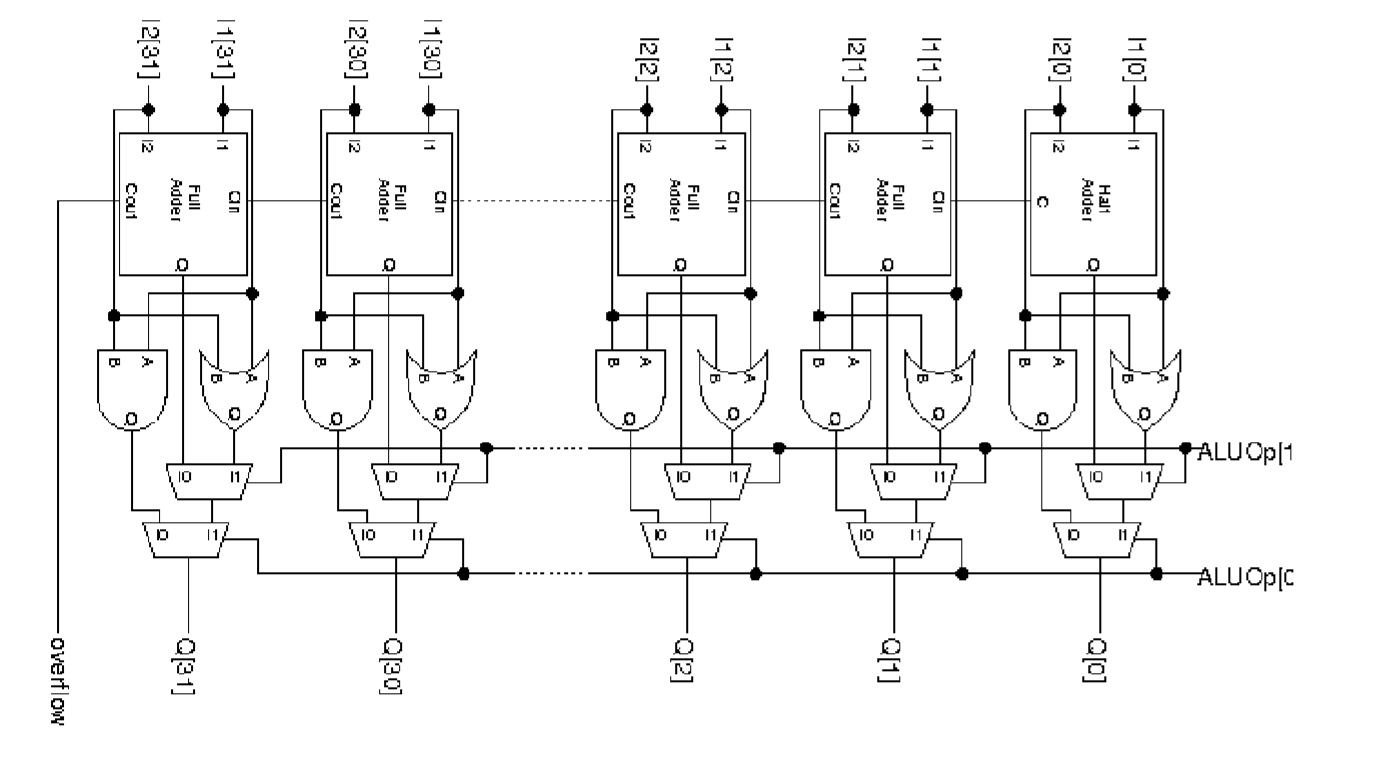 I2[31] I1[31] I2[30] I1[30] I2[2] I1[2] I2[1] I1[1] I2[0] I1[0]
I2 I1 I2 I1 I2 I1 I2 I1 I2 I1
Cout Full Adder Cin Cout Full Adder Cin Cout Full Adder Cin Cout Full Adder Cin C Half Adder
Q Q Q Q Q
B A B A B A B A B A B A B A B A B A B A
Q Q Q Q Q Q Q Q Q Q
ALUOp[1
I0 I1 I0 I1 I0 I1 I0 I1 I0 I1
I0 I1 I0 I1 I0 I1 I0 I1 I0 I1
ALUOp[0
overflow Q[31] Q[30] Q[2] Q[1] Q[0]